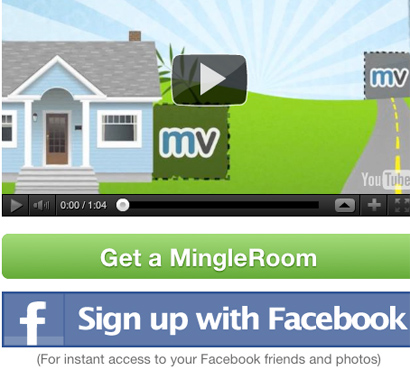 mv
mv
YouTube
0:00 / 1:04
Get a MingleRoom
f Sign up with Facebook
(For instant access to your Facebook friends and photos)